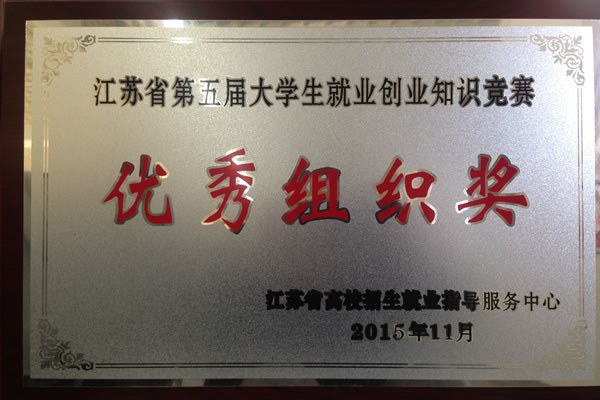 江苏省第五届大学生就业创业知识竞赛
优秀组织奖
江苏省高校招生就业指导服务中心
2015年11月